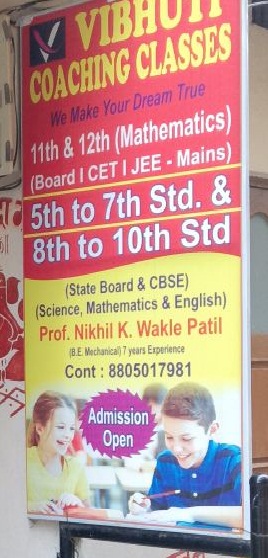 VIBHUTI
COACHING CLASSES
We Make Your Dream True
11th & 12th (Mathematics)
(Board I CET I JEE - Mains)
5th to 7th Std. &
8th to 10th Std
(State Board & CBSE)
(Science, Mathematics & English)
Prof. Nikhil K. Wakle Patil
(B.E. Mechanical) 7 years Experience
Cont : 8805017981
Admission
Open